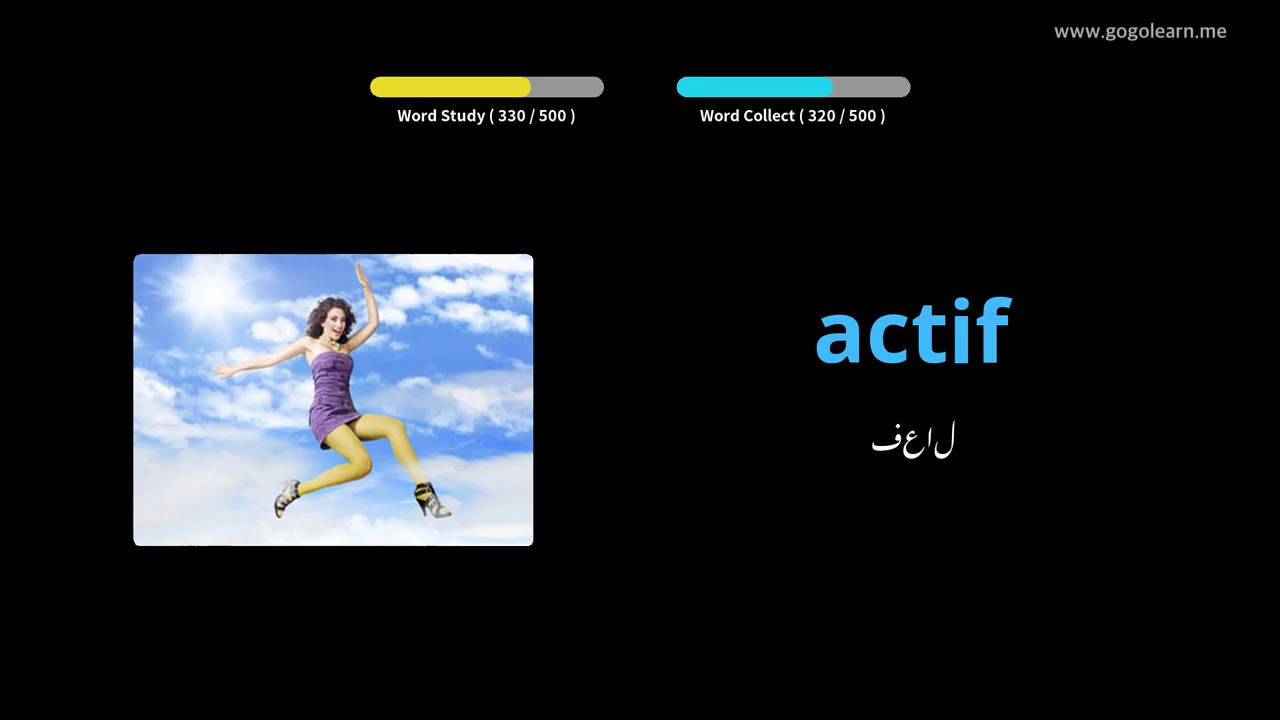 www.gogolearn.me
Word Study ( 330 / 500 )
Word Collect ( 320 / 500 )
actif
فعال